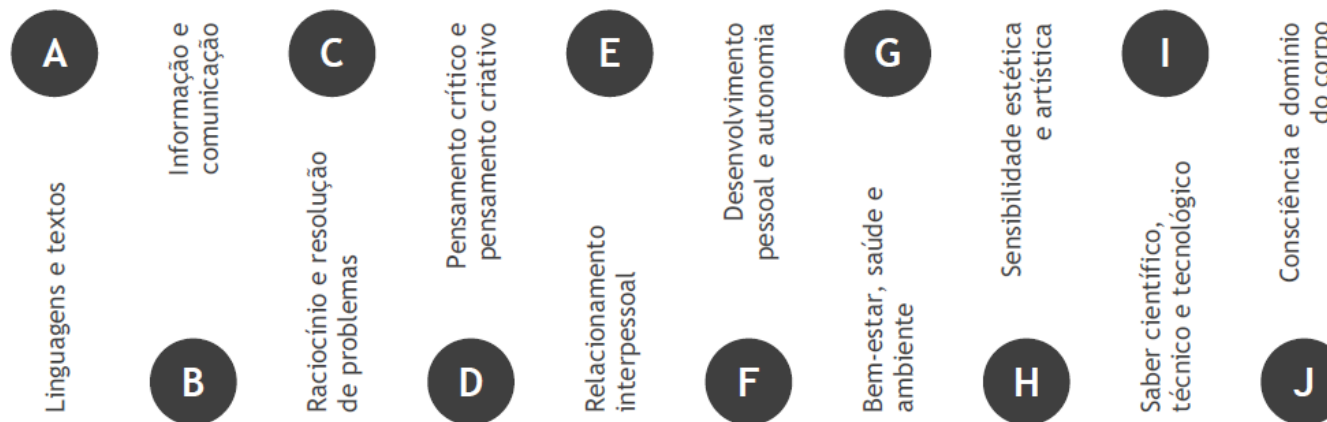 A
Linguagens e textos
Informação e
comunicação
B
C
Raciocínio e resolução
de problemas
Pensamento crítico e
pensamento criativo
D
E
Relacionamento
interpessoal
Desenvolvimento
pessoal e autonomia
F
G
Bem-estar, saúde e
ambiente
Sensibilidade estética
e artística
H
I
Saber científico,
técnico e tecnológico
Consciência e domínio
do corpo
J